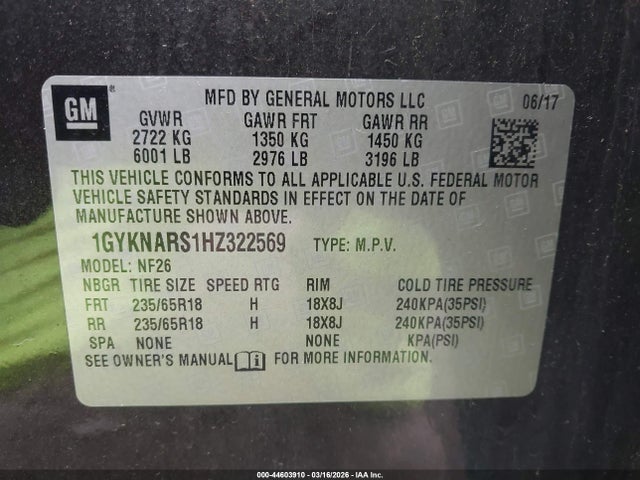 GM
MFD BY GENERAL MOTORS LLC 06/17
GVWR GAWR FRT GAWR RR
2722 KG 1350 KG 1450 KG
6001 LB 2976 LB 3196 LB
THIS VEHICLE CONFORMS TO ALL APPLICABLE U.S. FEDERAL MOTOR
VEHICLE SAFETY STANDARDS IN EFFECT ON THE DATE OF
MANUFACTURE SHOWN ABOVE.
1GYKNARS1HZ322569 TYPE: M.P.V.
MODEL: NF26
NBGR TIRE SIZE SPEED RTG RIM COLD TIRE PRESSURE
FRT 235/65R18 H 18X8J 240KPA(35PSI)
RR 235/65R18 H 18X8J 240KPA(35PSI)
SPA NONE NONE KPA(PSI)
SEE OWNER'S MANUAL FOR MORE INFORMATION.
000-44603910 - 03/16/2026 - IAA Inc.